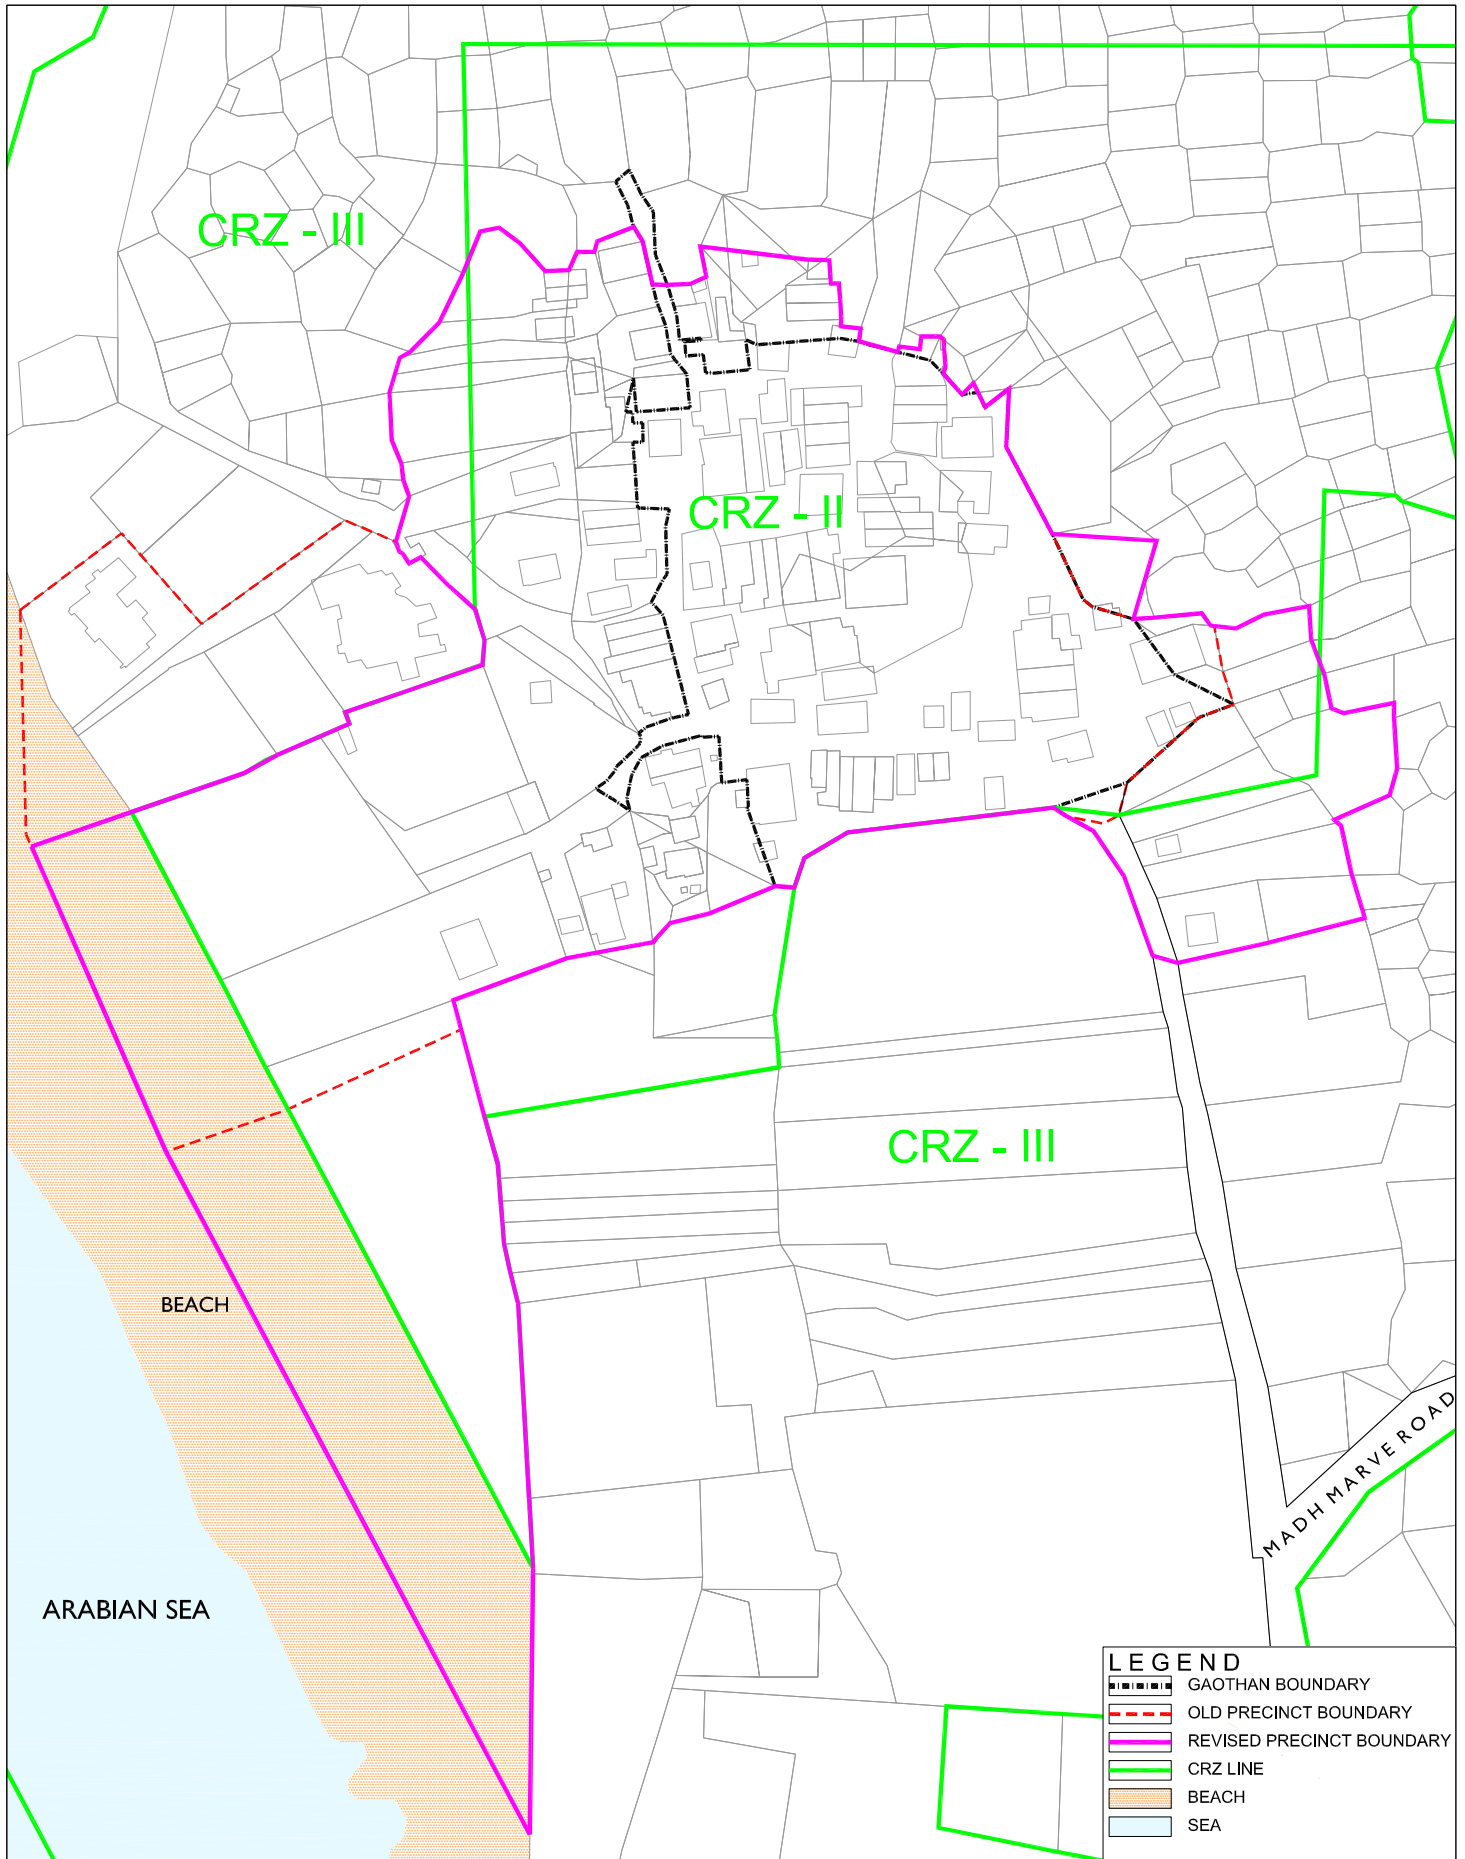 CRZ - III
CRZ - II
CRZ - III
BEACH
MADH MARVE ROAD
ARABIAN SEA
LEGEND
GAOTHAN BOUNDARY
OLD PRECINCT BOUNDARY
REVISED PRECINCT BOUNDARY
CRZ LINE
BEACH
SEA